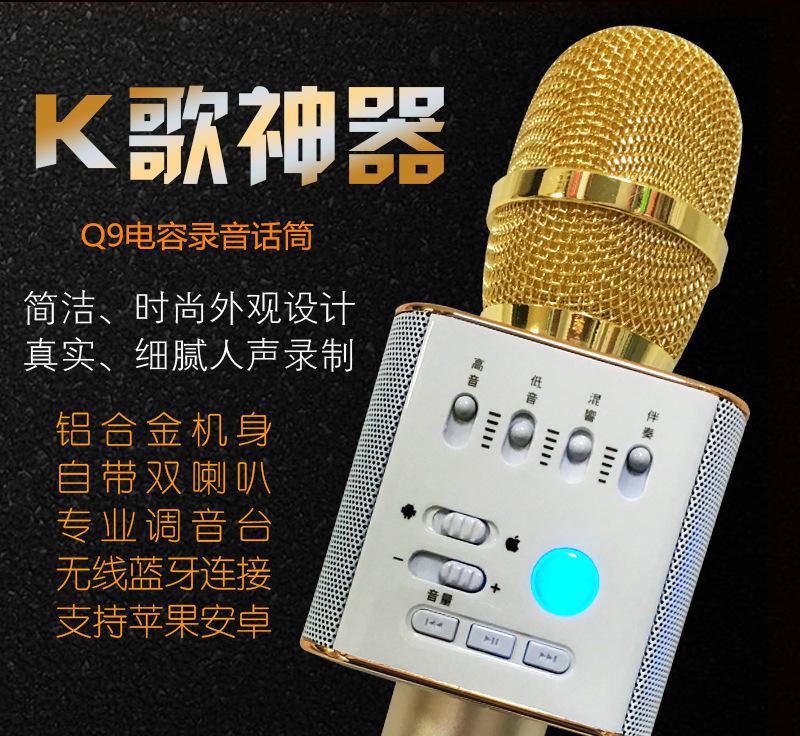 K歌神器
Q9电容录音话筒
简洁、时尚外观设计
真实、细腻人声录制
铝合金机身
自带双喇叭
专业调音台
无线蓝牙连接
支持苹果安卓
高音
低音
混响
伴奏
- +
音量